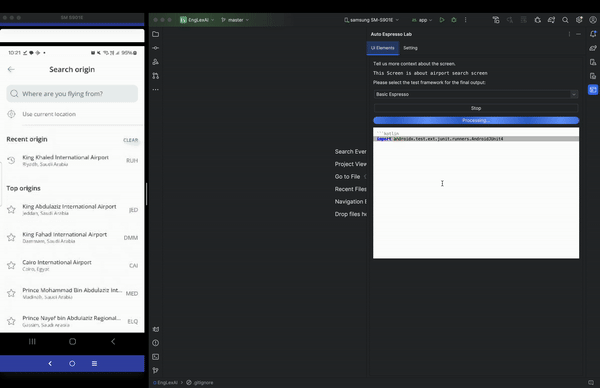 SM-S901E
10:21
90%
Search origin
Where are you flying from?
Use current location
Recent origin
CLEAR
King Khaled International Airport
Riyadh, Saudi Arabia
RUH
Top origins
King Abdulaziz International Airport
Jeddah, Saudi Arabia
JED
King Fahad International Airport
Dammam, Saudi Arabia
DMM
Cairo International Airport
Cairo, Egypt
CAI
Prince Mohammad Bin Abdulaziz Int...
Madinah, Saudi Arabia
MED
Prince Nayef bin Abdulaziz Regional...
Saudi Arabia
ELQ
EngLexAi
master
samsung SM-S901E
app
Search Ever
Project View
Go to File
Recent Files
Navigation B
Drop files he
Auto Espresso Lab
UI Elements
Setting
Tell us more context about the screen.
This Screen is about airport search screen
Please select the test framework for the final output:
Basic Espresso
Stop
Processing...
```kotlin
import androidx.test.ext.junit.runners.AndroidJUnit4
EngLexAi > .gitignore